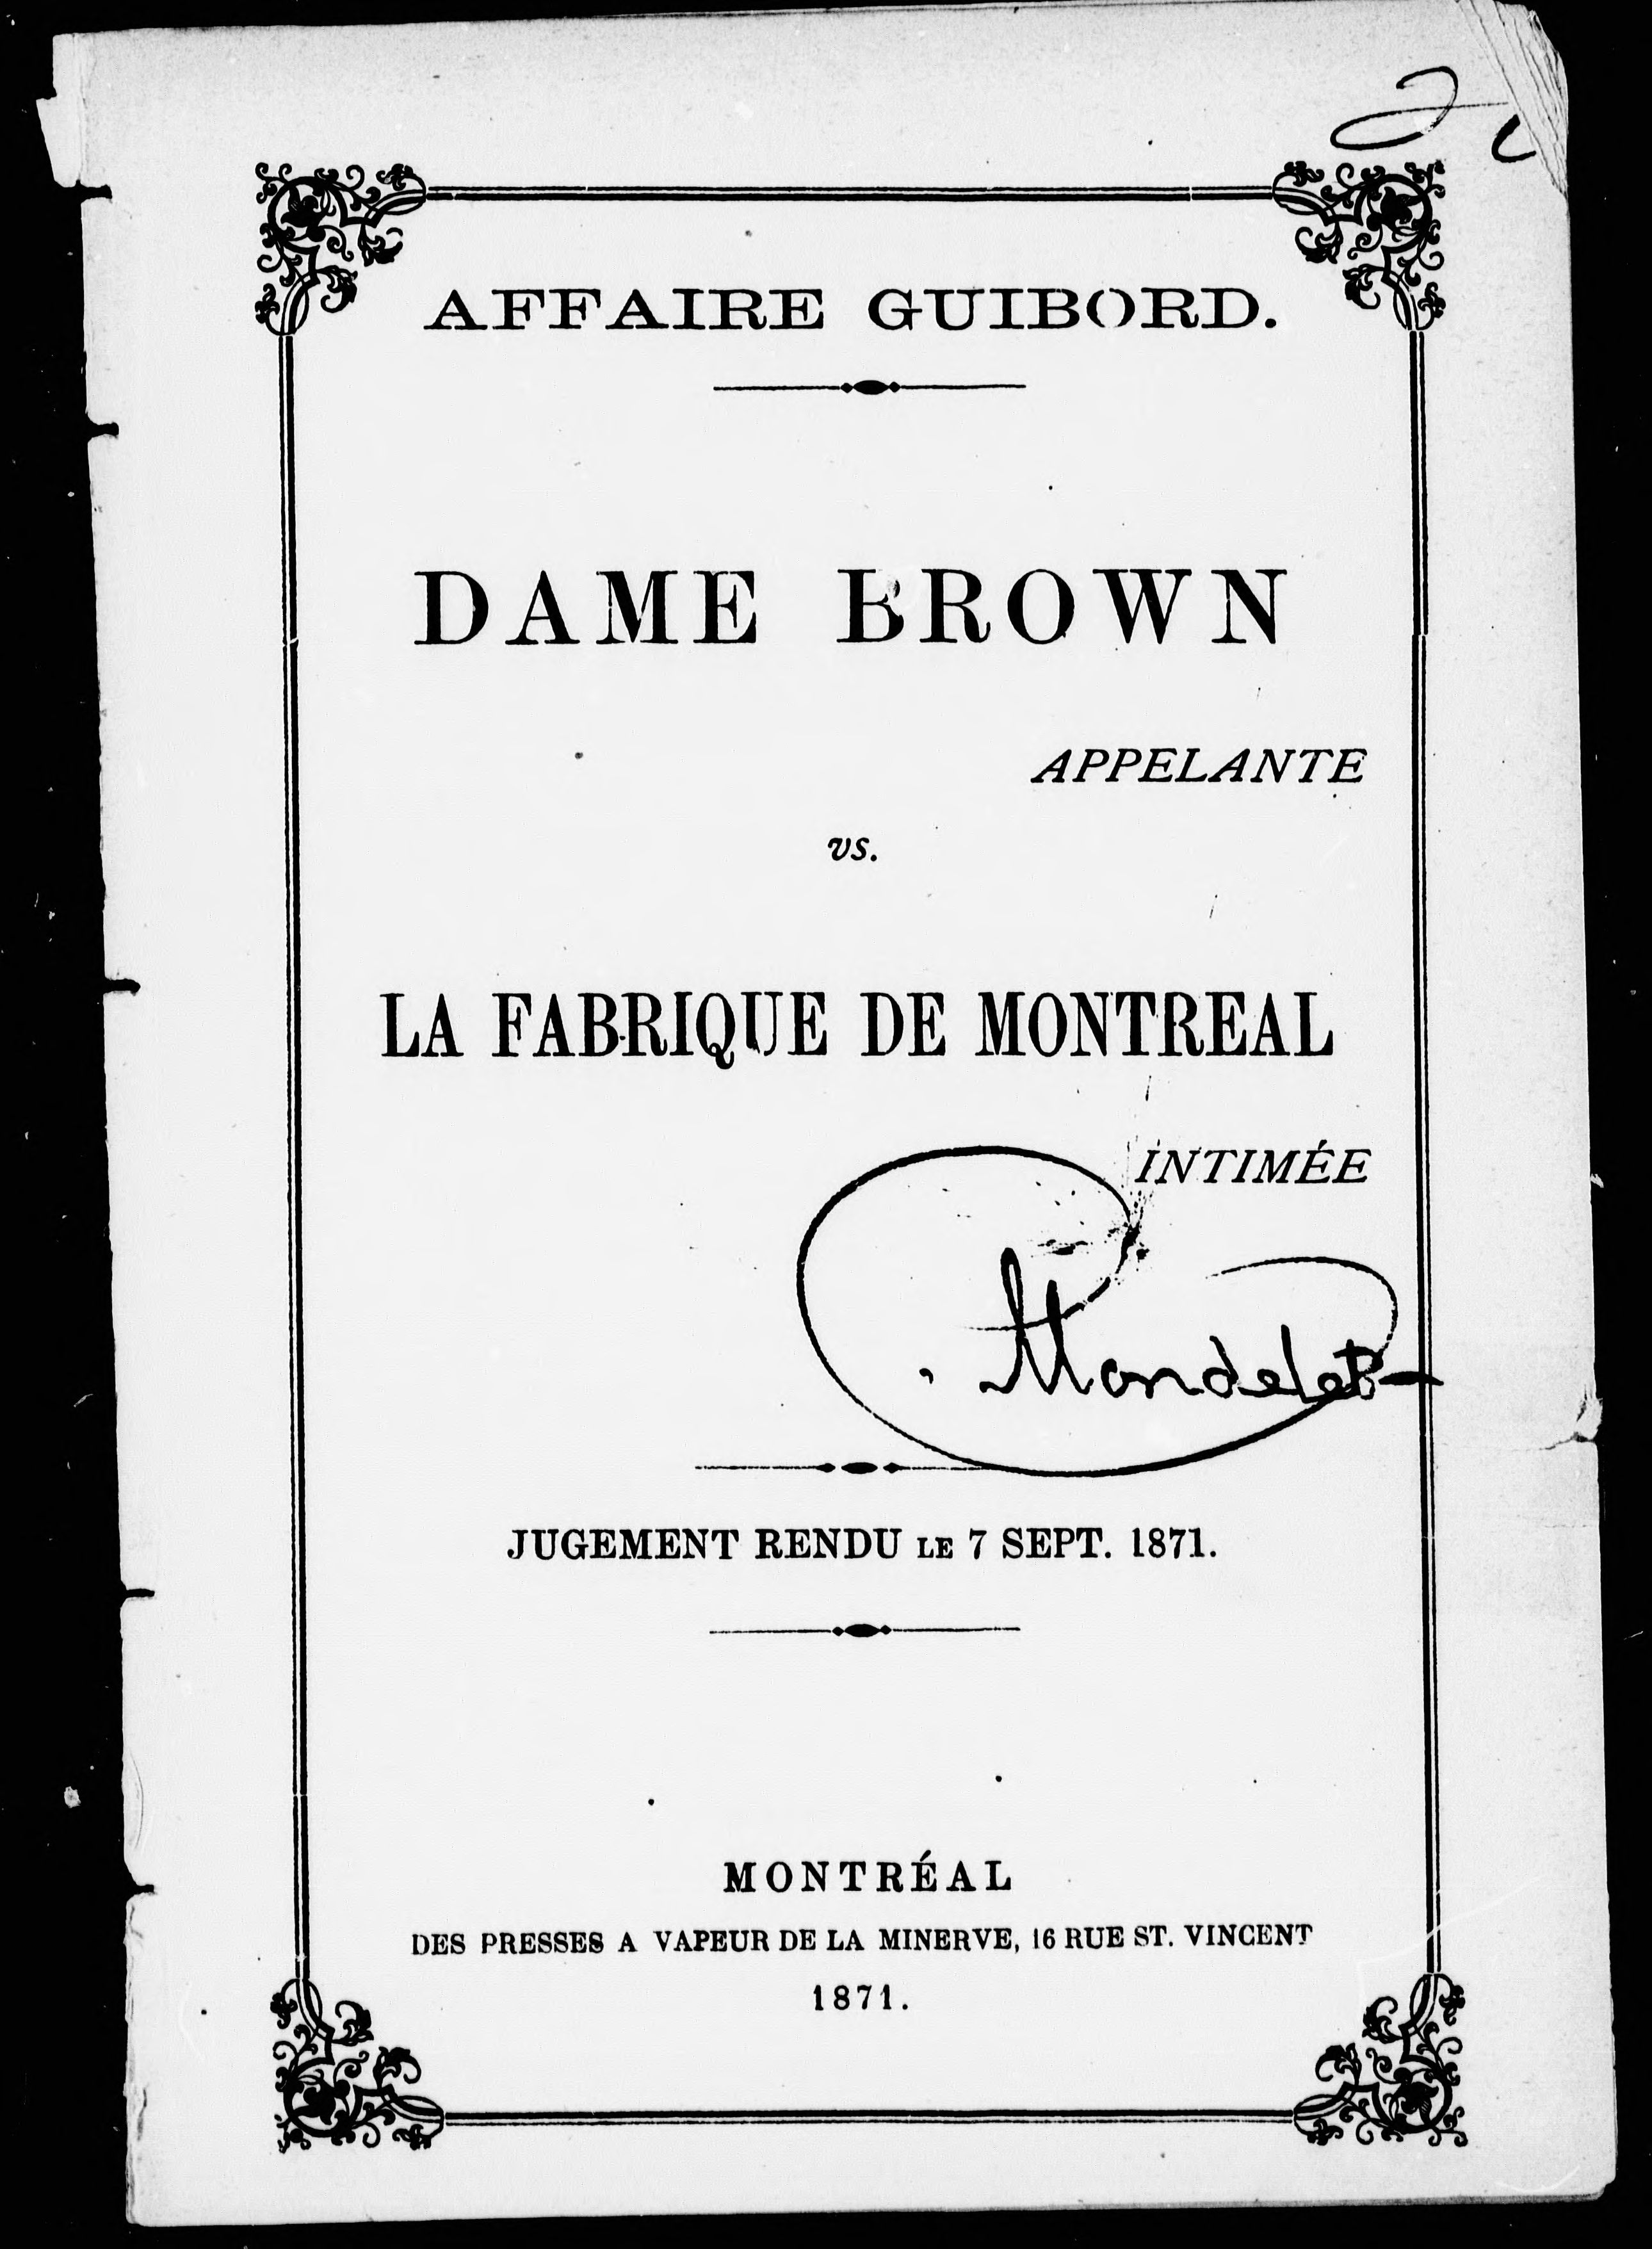 AFFAIRE GUIBORD.
DAME BROWN
APPELANTE
vs.
LA FABRIQUE DE MONTREAL
INTIMÉE
Mondelet
JUGEMENT RENDU LE 7 SEPT. 1871.
MONTRÉAL
DES PRESSES A VAPEUR DE LA MINERVE, 16 RUE ST. VINCENT
1871.